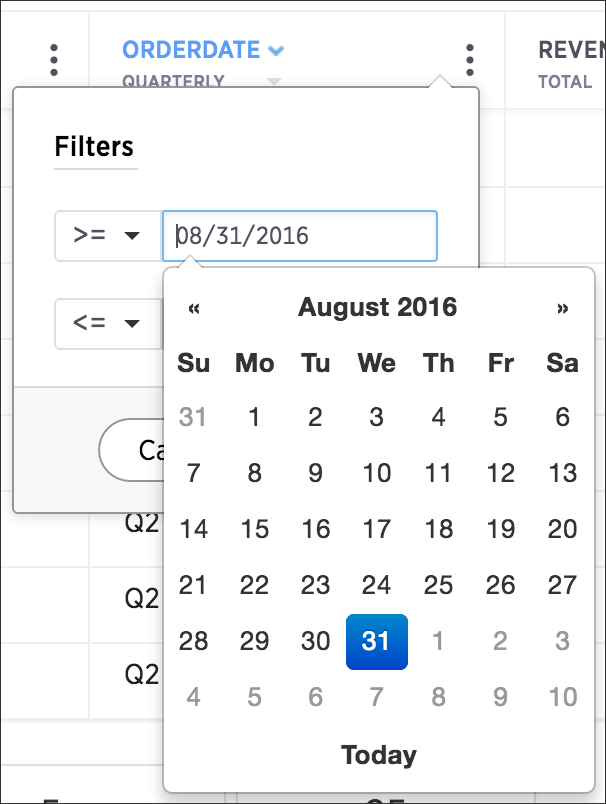 ORDERDATE REVEN
QUARTERLY TOTAL
Filters
>= 08/31/2016
<=
« August 2016 »
Su Mo Tu We Th Fr Sa
31 1 2 3 4 5 6
7 8 9 10 11 12 13
14 15 16 17 18 19 20
21 22 23 24 25 26 27
28 29 30 31 1 2 3
4 5 6 7 8 9 10
Today
Ca
Q2
Q2
Q2